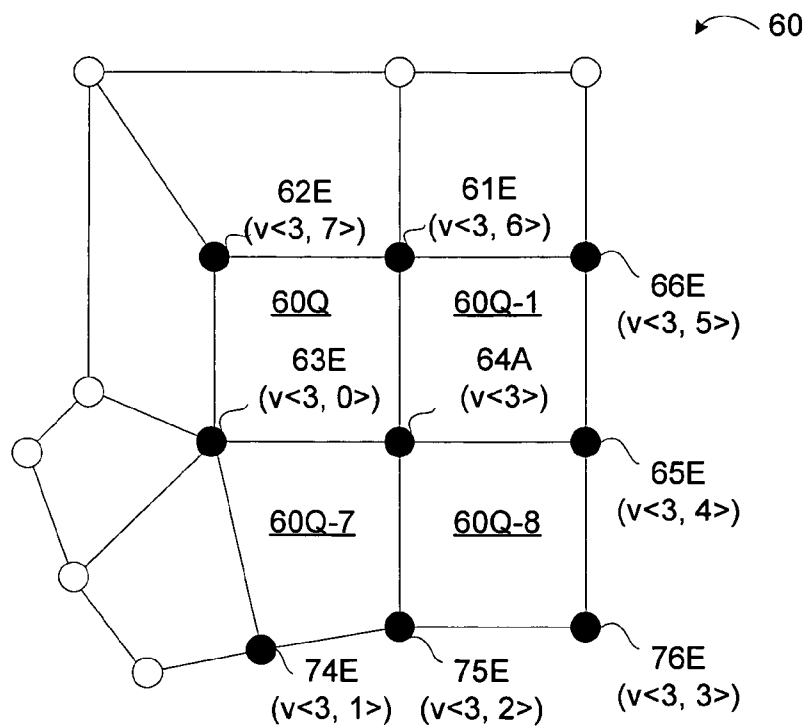 60
62E
(v<3, 7>)
61E
(v<3, 6>)
60Q
60Q-1
66E
(v<3, 5>)
63E
(v<3, 0>)
64A
(v<3>)
65E
(v<3, 4>)
60Q-7
60Q-8
74E
(v<3, 1>)
75E
(v<3, 2>)
76E
(v<3, 3>)